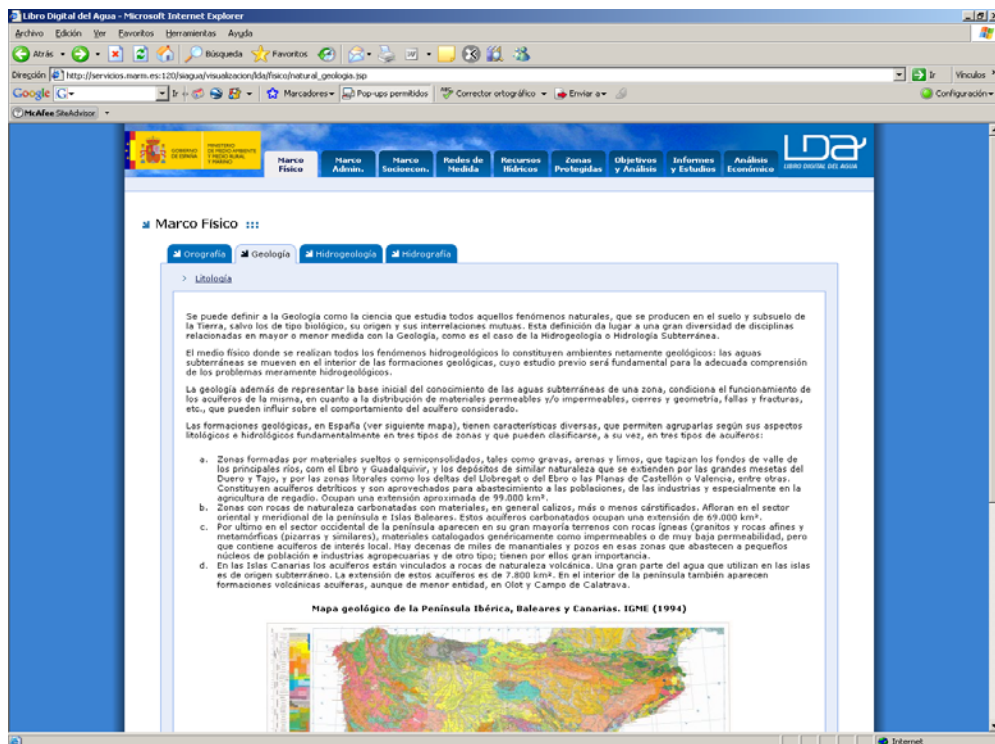 Libro Digital del Agua - Microsoft Internet Explorer
Archivo Edición Ver Favoritos Herramientas Ayuda
Atrás Búsqueda Favoritos
Dirección http://servicios.marm.es:120/siagua/visualizacion/lda/fisico/natural_geologia.jsp Ir Vínculos
Google Ir Marcadores Pop-ups permitidos Corrector ortográfico Enviar a Configuración
McAfee SiteAdvisor
GOBIERNO DE ESPAÑA
MINISTERIO DE MEDIO AMBIENTE Y MEDIO RURAL Y MARINO
Marco Físico Marco Admin. Marco Socioecon. Redes de Medida Recursos Hídricos Zonas Protegidas Objetivos y Análisis Informes y Estudios Análisis Económico
LDA
LIBRO DIGITAL DEL AGUA
Marco Físico
Orografía Geología Hidrogeología Hidrografía
> Litología
Se puede definir a la Geología como la ciencia que estudia todos aquellos fenómenos naturales, que se producen en el suelo y subsuelo de
la Tierra, salvo los de tipo biológico, su origen y sus interrelaciones mutuas. Esta definición da lugar a una gran diversidad de disciplinas
relacionadas en mayor o menor medida con la Geología, como es el caso de la Hidrogeología o Hidrología Subterránea.
El medio físico donde se realizan todos los fenómenos hidrogeológicos lo constituyen ambientes netamente geológicos: las aguas
subterráneas se mueven en el interior de las formaciones geológicas, cuyo estudio previo será fundamental para la adecuada comprensión
de los problemas meramente hidrogeológicos.
La geología además de representar la base inicial del conocimiento de las aguas subterráneas de una zona, condiciona el funcionamiento de
los acuíferos de la misma, en cuanto a la distribución de materiales permeables y/o impermeables, cierres y geometría, fallas y fracturas,
etc., que pueden influir sobre el comportamiento del acuífero considerado.
Las formaciones geológicas, en España (ver siguiente mapa), tienen características diversas, que permiten agruparlas según sus aspectos
litológicos e hidrológicos fundamentalmente en tres tipos de zonas y que pueden clasificarse, a su vez, en tres tipos de acuíferos:
a. Zonas formadas por materiales sueltos o semiconsolidados, tales como gravas, arenas y limos, que tapizan los fondos de valle de
los principales ríos, com el Ebro y Guadalquivir, y los depósitos de similar naturaleza que se extienden por las grandes mesetas del
Duero y Tajo, y por las zonas litorales como los deltas del Llobregat o del Ebro o las Planas de Castellón o Valencia, entre otras.
Constituyen acuíferos detríticos y son aprovechados para abastecimiento a las poblaciones, de las industrias y especialmente en la
agricultura de regadío. Ocupan una extensión aproximada de 99.000 km².
b. Zonas con rocas de naturaleza carbonatadas con materiales, en general calizos, más o menos cárstificados. Afloran en el sector
oriental y meridional de la península e Islas Baleares. Estos acuíferos carbonatados ocupan una extensión de 69.000 km².
c. Por ultimo en el sector occidental de la península aparecen en su gran mayoría terrenos con rocas ígneas (granitos y rocas afines y
metamórficas (pizarras y similares), materiales catalogados genéricamente como impermeables o de muy baja permeabilidad, pero
que contiene acuíferos de interés local. Hay decenas de miles de manantiales y pozos en esas zonas que abastecen a pequeños
núcleos de población e industrias agropecuarias y de otro tipo; tienen por ellos gran importancia.
d. En las Islas Canarias los acuíferos están vinculados a rocas de naturaleza volcánica. Una gran parte del agua que utilizan en las islas
es de origen subterráneo. La extensión de estos acuíferos es de 7.800 km². En el interior de la península también aparecen
formaciones volcánicas acuíferas, aunque de menor entidad, en Olot y Campo de Calatrava.
Mapa geológico de la Península Ibérica, Baleares y Canarias. IGME (1994)
Internet